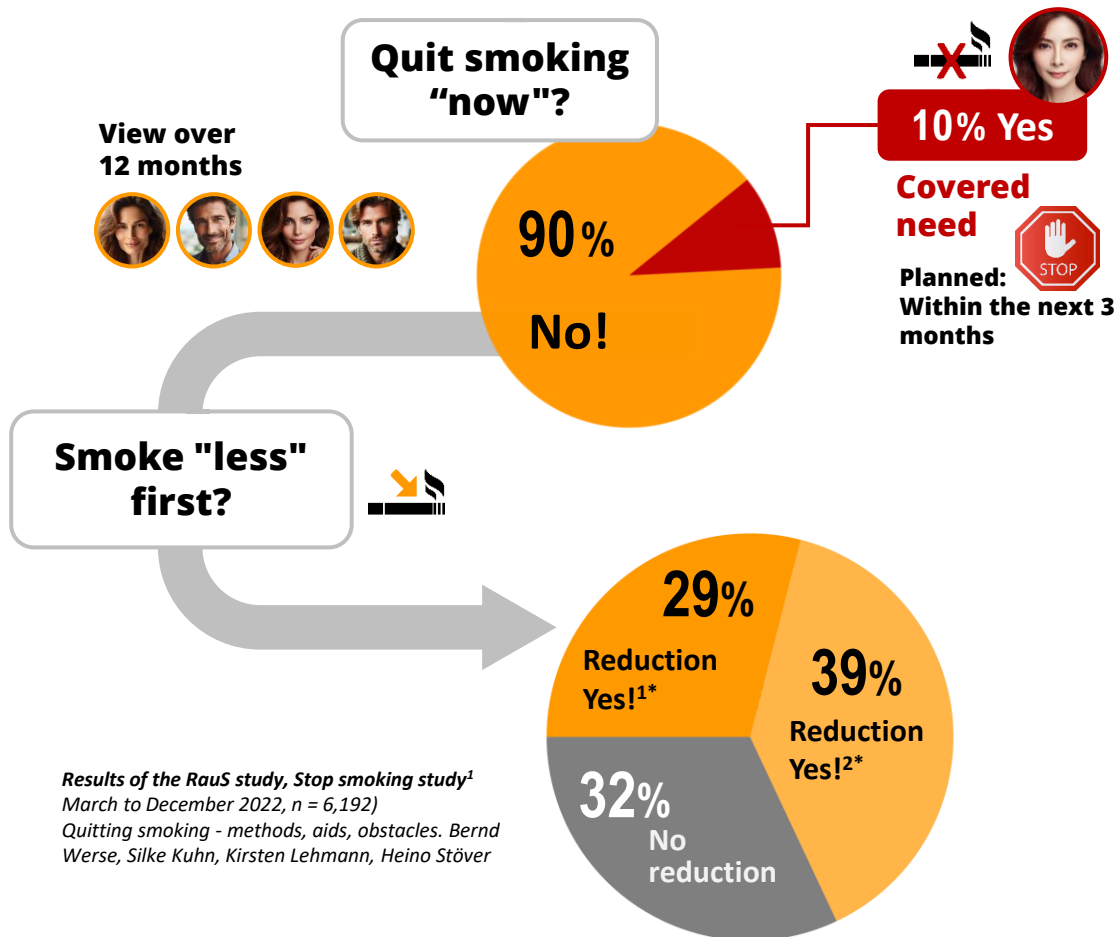 Quit smoking
“now"?
View over
12 months
90%
No!
10% Yes
Covered
need
STOP
Planned:
Within the next 3
months
Smoke "less"
first?
29%
Reduction
Yes!¹*
39%
Reduction
Yes!²*
32%
No
reduction
Results of the RauS study, Stop smoking study¹
March to December 2022, n = 6,192)
Quitting smoking - methods, aids, obstacles. Bernd
Werse, Silke Kuhn, Kirsten Lehmann, Heino Stöver